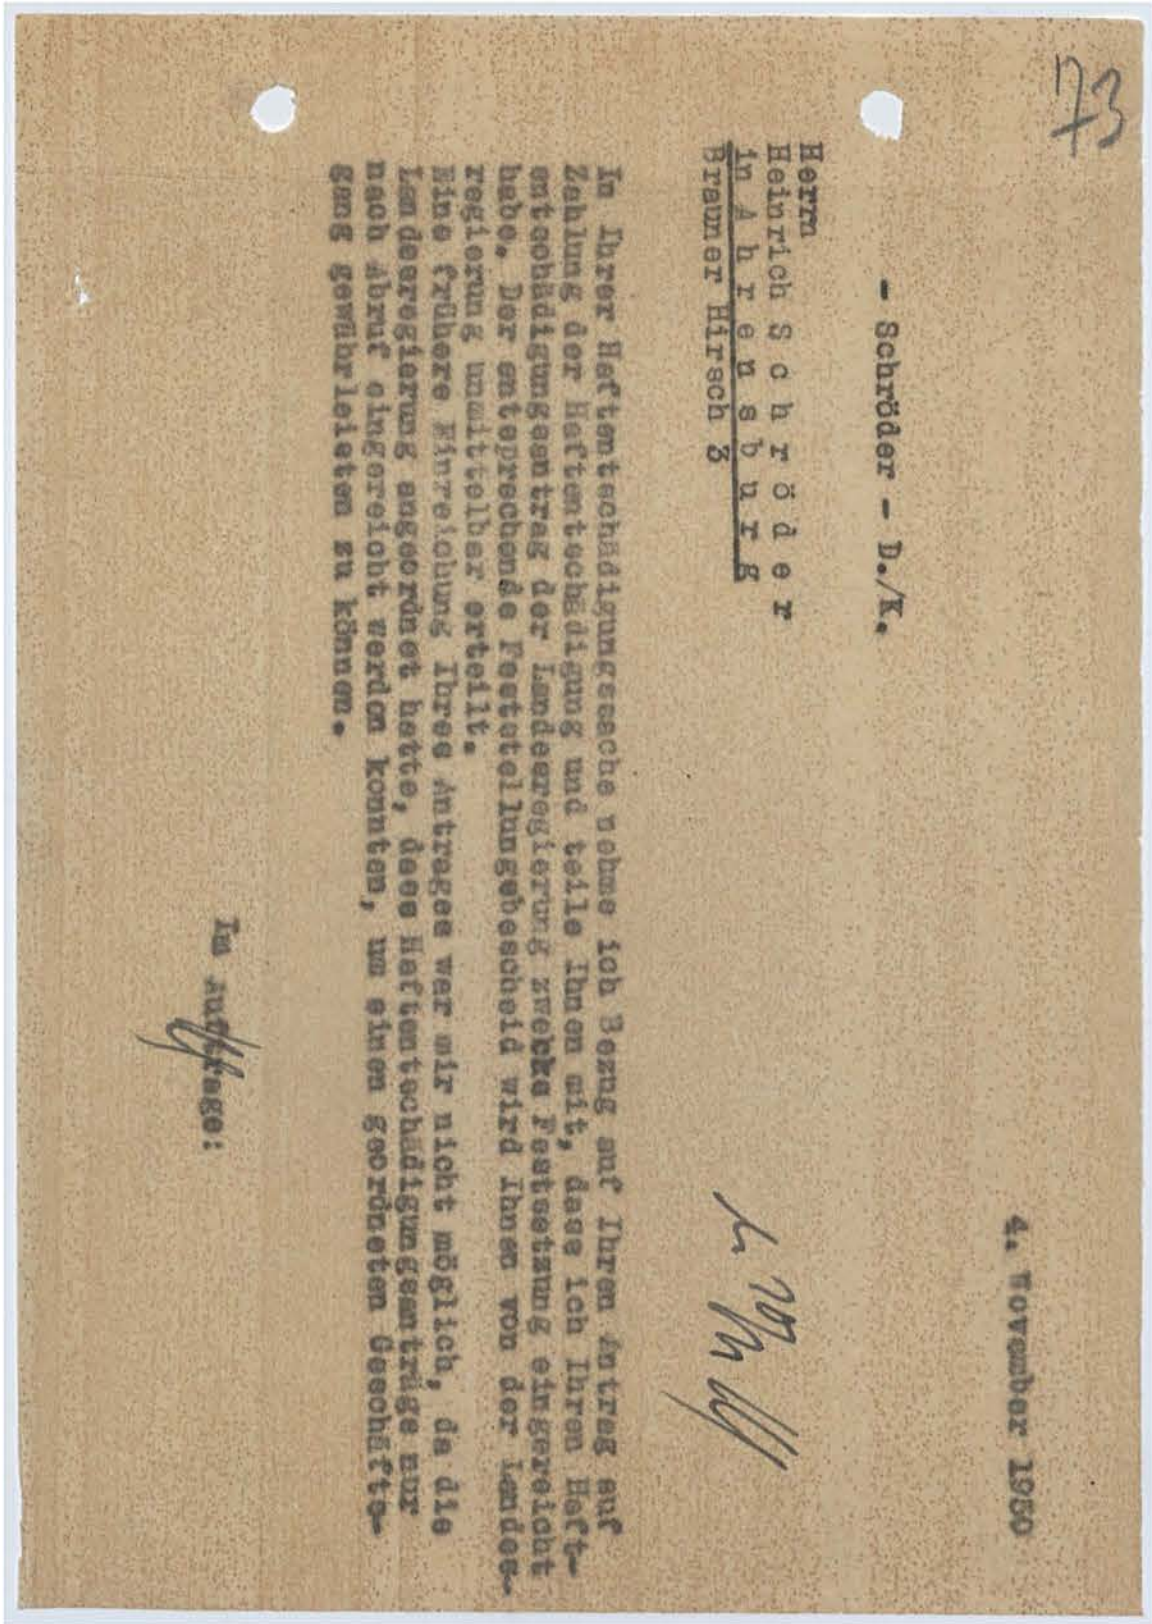 73
4. November 1950
- Schröder - D./K.
Herrn
Heinrich S c h r ö d e r
in A h r e n s b u r g
Brauner Hirsch 3
In Ihrer Haftentschädigungssache nehme ich Bezug auf Ihren Antrag auf
Zahlung der Haftentschädigung und teile Ihnen mit, dass ich Ihren Haft-
entschädigungsantrag der Landesregierung zwecks Festsetzung eingereicht
habe. Der entsprechende Feststellungsbescheid wird Ihnen von der Landes-
regierung unmittelbar erteilt.
Eine frühere Einreichung Ihres Antrages war mir nicht möglich, da die
Landesregierung angeordnet hatte, dass Haftentschädigungsanträge nur
nach Abruf eingereicht werden konnten, um einen geordneten Geschäfts-
gang gewährleisten zu können.
Im Auftrage: